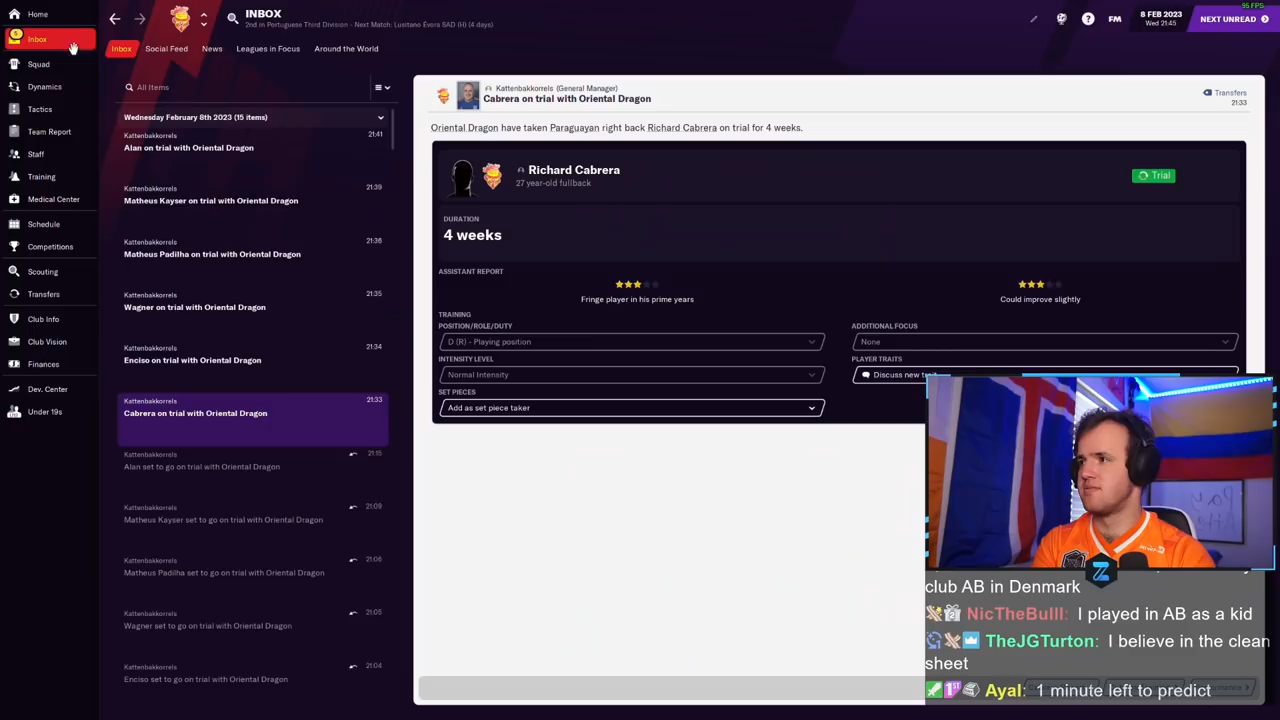 95 FPS
Home
INBOX
2nd in Portuguese Third Division - Next Match: Lusitano Évora SAD (H) (4 days)
8 FEB 2023
WED 21:45
FM
NEXT UNREAD
5
Inbox
Inbox
Social Feed
News
Leagues in Focus
Around the World
Squad
Dynamics
Tactics
Team Report
Staff
Training
Medical Center
Schedule
Competitions
Scouting
Transfers
Club Info
Club Vision
Finances
Dev. Center
Under 19s
All Items
Wednesday February 8th 2023 (15 items)
Kattenbakkorrels 21:41
Alan on trial with Oriental Dragon
Kattenbakkorrels 21:39
Matheus Kayser on trial with Oriental Dragon
Kattenbakkorrels 21:36
Matheus Padilha on trial with Oriental Dragon
Kattenbakkorrels 21:35
Wagner on trial with Oriental Dragon
Kattenbakkorrels 21:34
Enciso on trial with Oriental Dragon
Kattenbakkorrels 21:33
Cabrera on trial with Oriental Dragon
Kattenbakkorrels 21:15
Alan set to go on trial with Oriental Dragon
Kattenbakkorrels 21:09
Matheus Kayser set to go on trial with Oriental Dragon
Kattenbakkorrels 21:06
Matheus Padilha set to go on trial with Oriental Dragon
Kattenbakkorrels 21:05
Wagner set to go on trial with Oriental Dragon
Kattenbakkorrels 21:04
Enciso set to go on trial with Oriental Dragon
Kattenbakkorrels (General Manager)
Cabrera on trial with Oriental Dragon
Transfers
21:33
Oriental Dragon have taken Paraguayan right back Richard Cabrera on trial for 4 weeks.
Richard Cabrera
27 year-old fullback
Trial
DURATION
4 weeks
ASSISTANT REPORT
Fringe player in his prime years
Could improve slightly
TRAINING
POSITION/ROLE/DUTY
ADDITIONAL FOCUS
D (R) - Playing position
None
INTENSITY LEVEL
PLAYER TRAITS
Normal Intensity
Discuss new trait
SET PIECES
Add as set piece taker
club AB in Denmark
NicTheBulll: I played in AB as a kid
TheJGTurton: I believe in the clean
sheet
Ayal: 1 minute left to predict